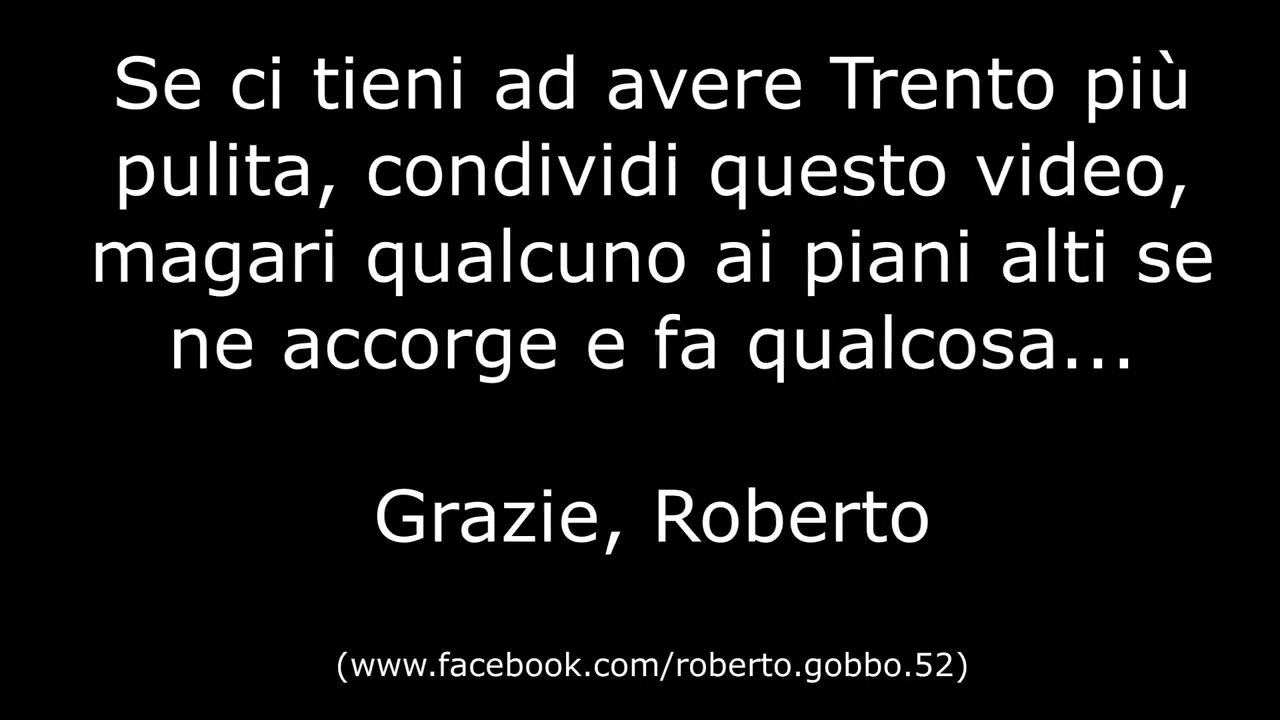 Se ci tieni ad avere Trento più
pulita, condividi questo video,
magari qualcuno ai piani alti se
ne accorge e fa qualcosa...
Grazie, Roberto
(www.facebook.com/roberto.gobbo.52)